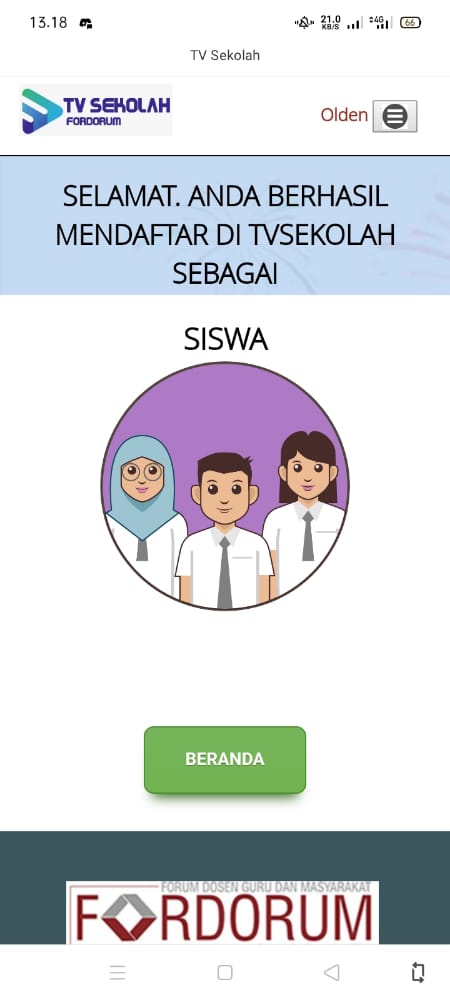 13.18
21.0
KB/S
4G
66
TV Sekolah
TV SEKOLAH
FORDORUM
Olden
SELAMAT. ANDA BERHASIL
MENDAFTAR DI TVSEKOLAH
SEBAGAI
SISWA
BERANDA
FORUM DOSEN GURU DAN MASYARAKAT
FORDORUM